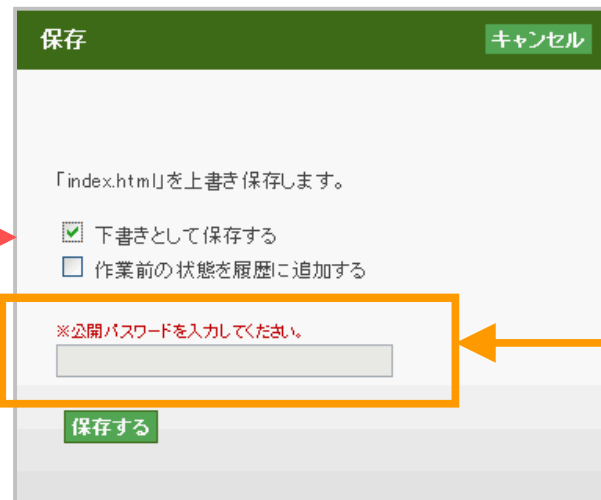 保存
キャンセル
「index.html」を上書き保存します。
下書きとして保存する
作業前の状態を履歴に追加する
※公開パスワードを入力してください。
保存する